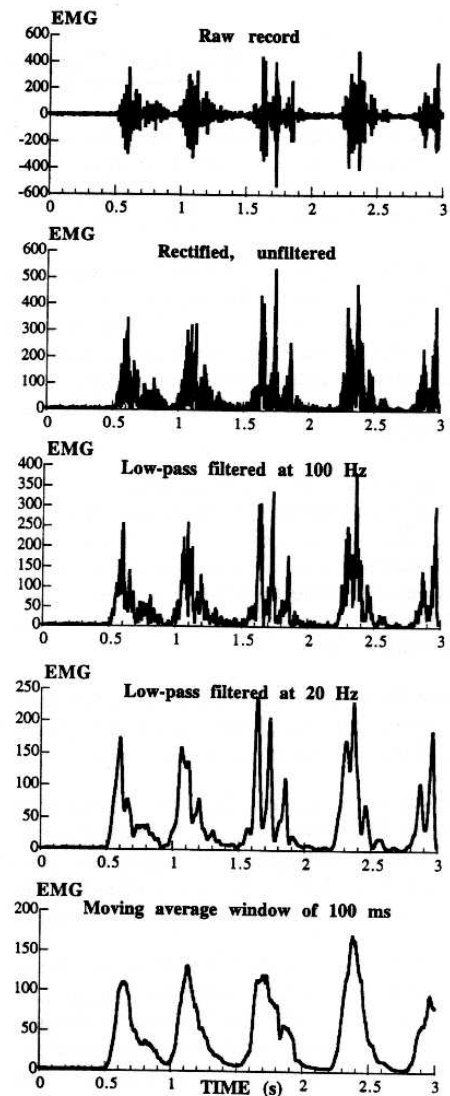 EMG
Raw record
600
400
200
0
-200
-400
-600
0 0.5 1 1.5 2 2.5 3
EMG
Rectified, unfiltered
600
500
400
300
200
100
0
0 0.5 1 1.5 2 2.5 3
EMG
Low-pass filtered at 100 Hz
400
350
300
250
200
150
100
50
0
0 0.5 1 1.5 2 2.5 3
EMG
Low-pass filtered at 20 Hz
250
200
150
100
50
0
0 0.5 1 1.5 2 2.5 3
EMG
Moving average window of 100 ms
200
150
100
50
0
0 0.5 1 1.5 2 2.5 3
TIME (s)